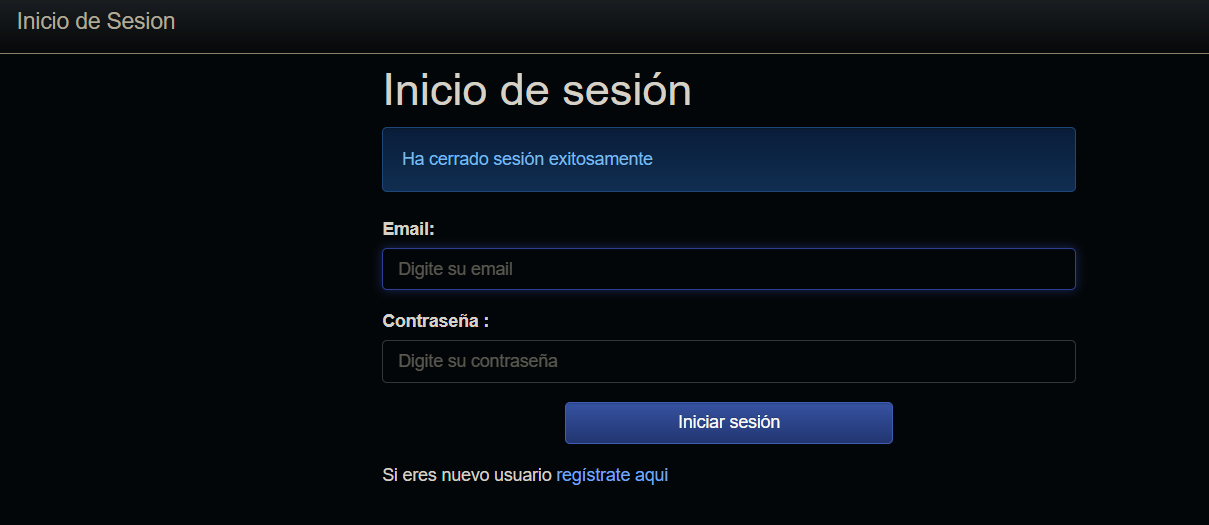 Inicio de Sesion
Inicio de sesión
Ha cerrado sesión exitosamente
Email:
Digite su email
Contraseña :
Digite su contraseña
Iniciar sesión
Si eres nuevo usuario regístrate aqui